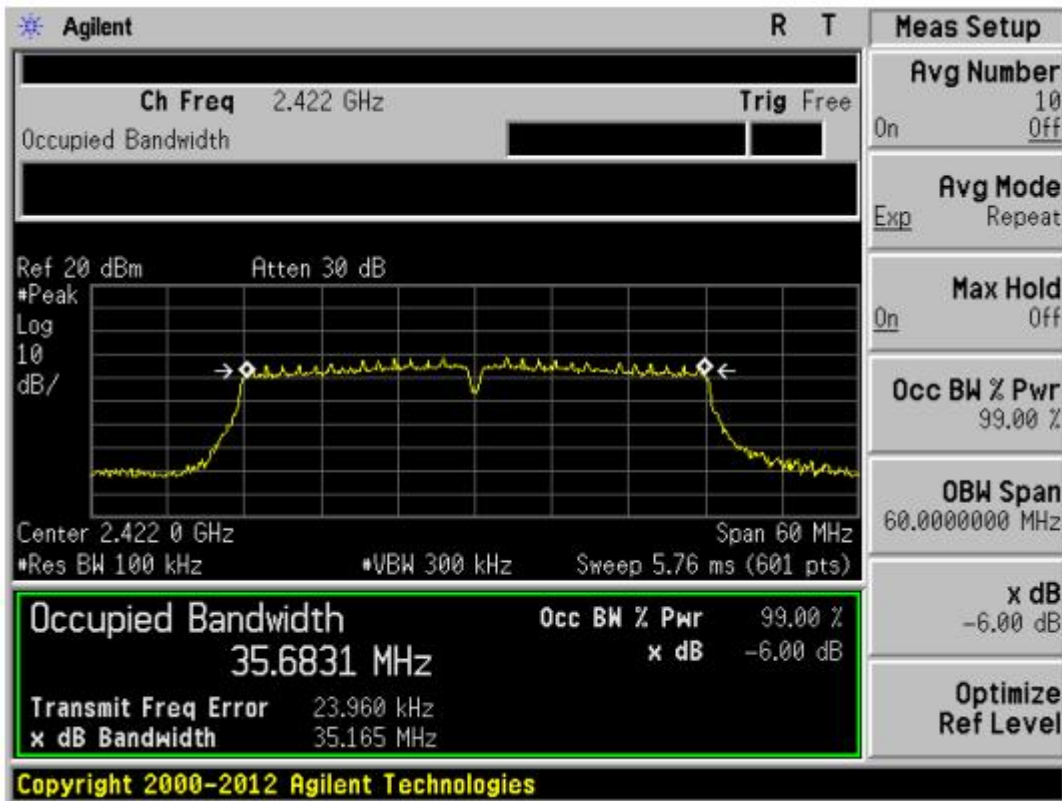 Agilent R T
Meas Setup
Ch Freq 2.422 GHz Trig Free
Occupied Bandwidth
Ref 20 dBm Atten 30 dB
#Peak
Log
10
dB/
Center 2.422 0 GHz Span 60 MHz
#Res BW 100 kHz #VBW 300 kHz Sweep 5.76 ms (601 pts)
Occupied Bandwidth Occ BW % Pwr 99.00 %
35.6831 MHz x dB -6.00 dB
Transmit Freq Error 23.960 kHz
x dB Bandwidth 35.165 MHz
Copyright 2000-2012 Agilent Technologies
Avg Number
10
On Off
Avg Mode
Exp Repeat
Max Hold
On Off
Occ BW % Pwr
99.00 %
OBW Span
60.0000000 MHz
x dB
-6.00 dB
Optimize
Ref Level